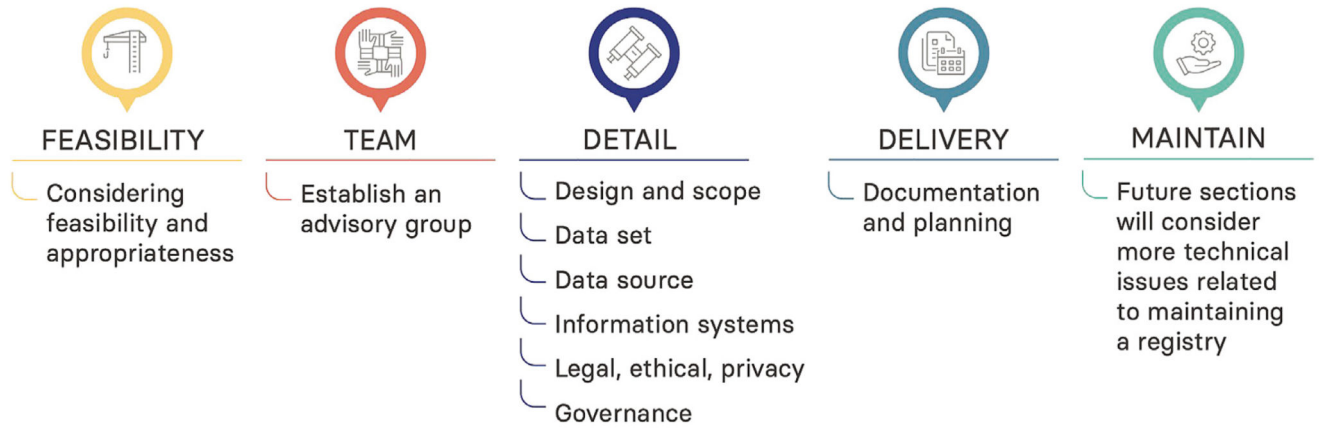 FEASIBILITY
Considering
feasibility and
appropriateness
TEAM
Establish an
advisory group
DETAIL
Design and scope
Data set
Data source
Information systems
Legal, ethical, privacy
Governance
DELIVERY
Documentation
and planning
MAINTAIN
Future sections
will consider
more technical
issues related
to maintaining
a registry